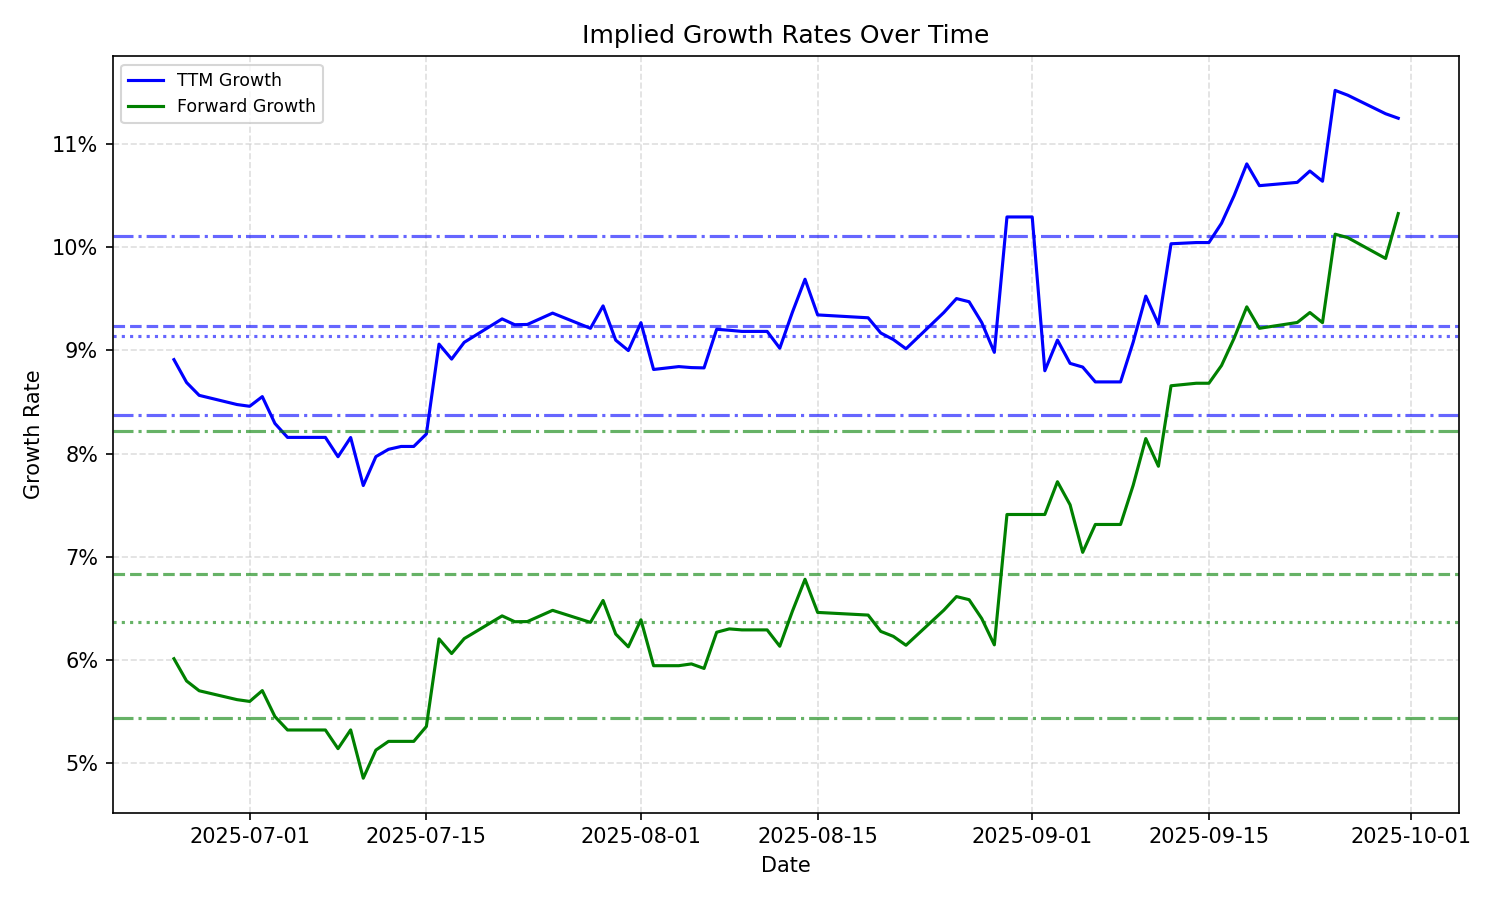 Implied Growth Rates Over Time
TTM Growth
Forward Growth
11%
10%
9%
8%
7%
6%
5%
Growth Rate
2025-07-01
2025-07-15
2025-08-01
2025-08-15
2025-09-01
2025-09-15
2025-10-01
Date